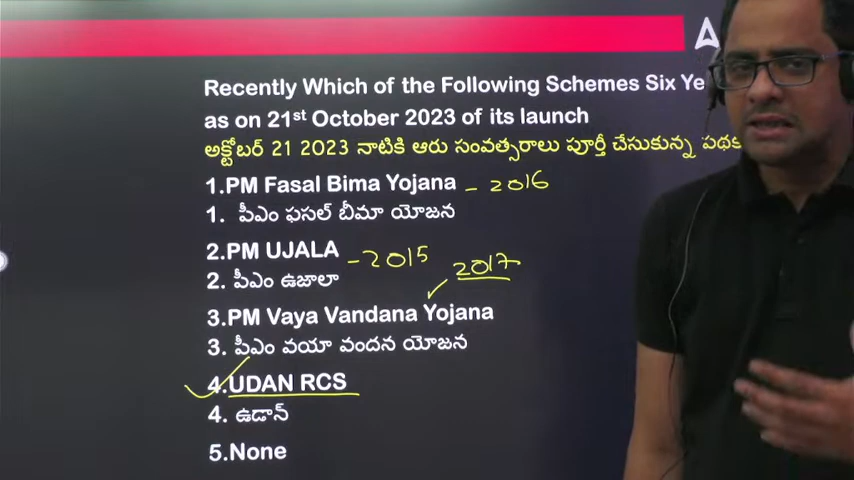 Recently Which of the Following Schemes Six Ye
as on 21st October 2023 of its launch
అక్టోబర్ 21 2023 నాటికి ఆరు సంవత్సరాలు పూర్తి చేసుకున్న పథక
1.PM Fasal Bima Yojana - 2016
1. పీఎం ఫసల్ బీమా యోజన
2.PM UJALA - 2015
2. పీఎం ఉజాలా
2017
3.PM Vaya Vandana Yojana
3. పీఎం వయా వందన యోజన
4.UDAN RCS
4. ఉడాన్
5.None